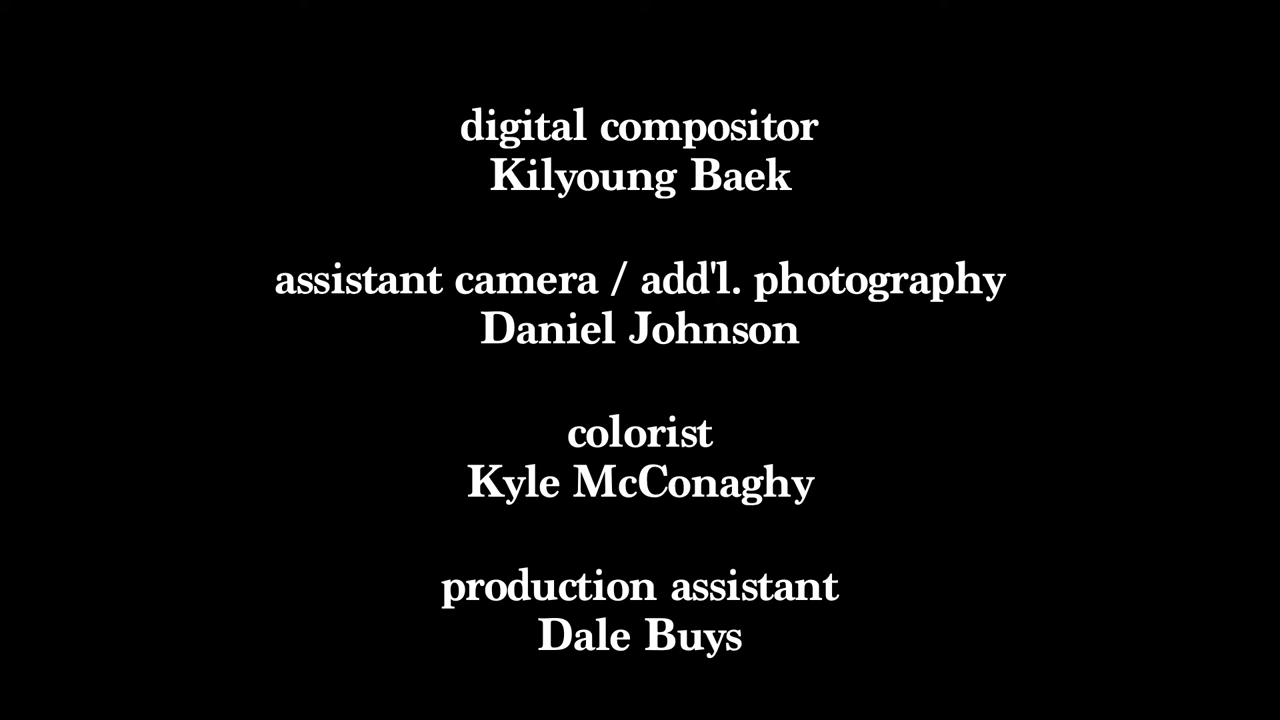 digital compositor
Kilyoung Baek
assistant camera / add'l. photography
Daniel Johnson
colorist
Kyle McConaghy
production assistant
Dale Buys